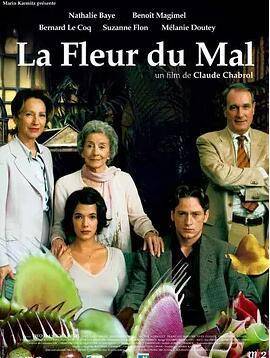 Marin Karmitz présente
Nathalie Baye Benoît Magimel
Bernard Le Coq Suzanne Flon Mélanie Doutey
La Fleur du Mal
un film de Claude Chabrol